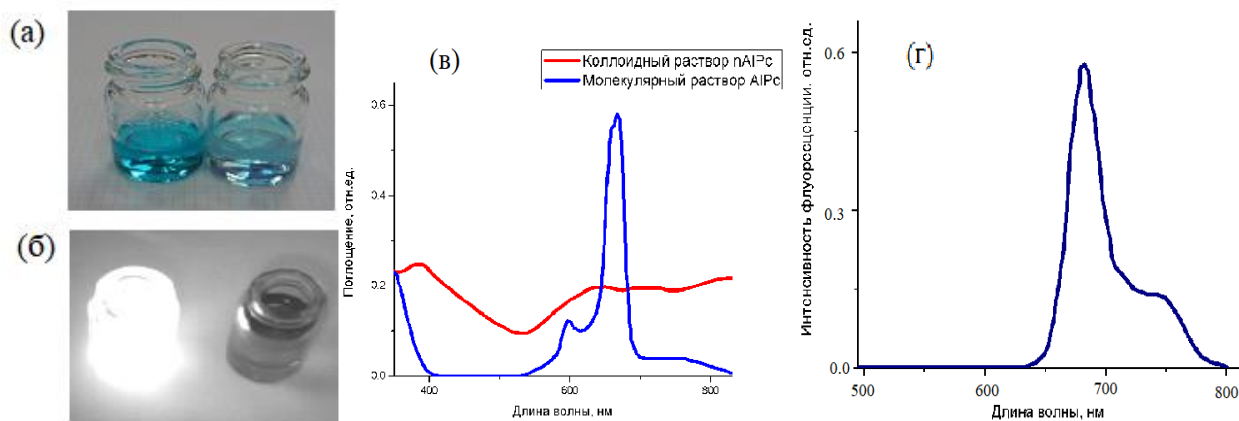 (а)
(б)
(в)
Коллоидный раствор nAlPc
Молекулярный раствор AlPc
Поглощение, отн.ед.
0.6
0.4
0.2
0.0
400
600
800
Длина волны, нм
(г)
Интенсивность флуоресценции. отн.ед.
0.6
0.3
0.0
500
600
700
800
Длина волны, нм